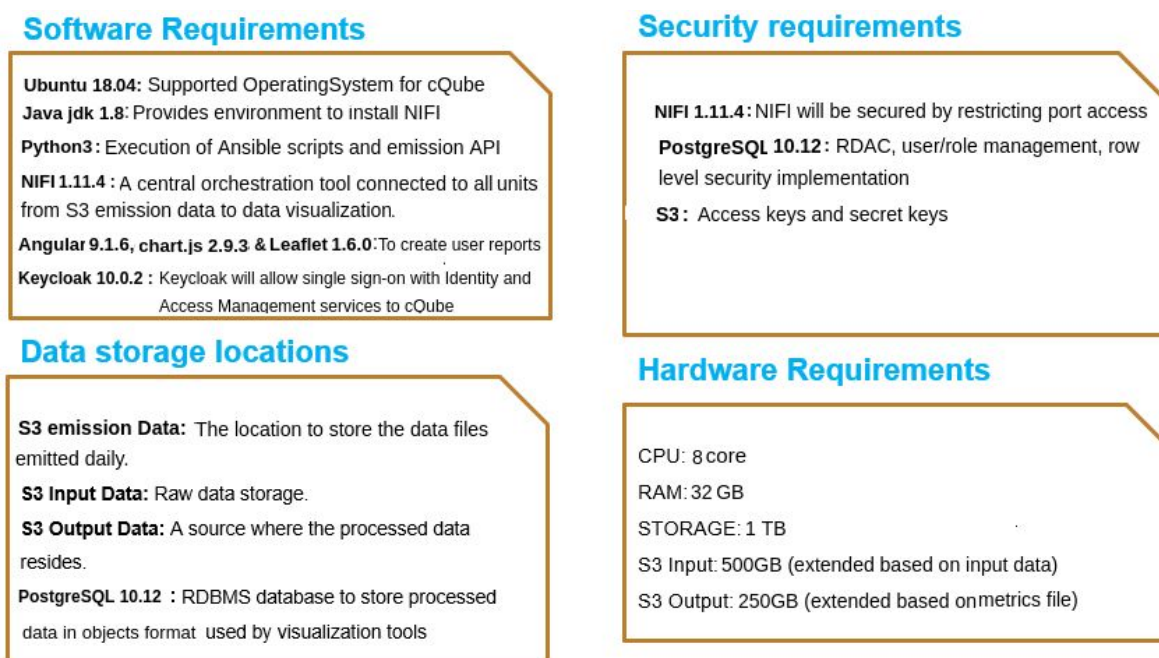 Software Requirements
Ubuntu 18.04: Supported OperatingSystem for cQube
Java jdk 1.8: Provides environment to install NIFI
Python3 : Execution of Ansible scripts and emission API
NIFI 1.11.4 : A central orchestration tool connected to all units
from S3 emission data to data visualization.
Angular 9.1.6, chart.js 2.9.3 & Leaflet 1.6.0:To create user reports
Keycloak 10.0.2 : Keycloak will allow single sign-on with Identity and
Access Management services to cQube
Security requirements
NIFI 1.11.4 : NIFI will be secured by restricting port access
PostgreSQL 10.12 : RDAC, user/role management, row
level security implementation
S3 : Access keys and secret keys
Data storage locations
S3 emission Data: The location to store the data files
emitted daily.
S3 Input Data: Raw data storage.
S3 Output Data: A source where the processed data
resides.
PostgreSQL 10.12 : RDBMS database to store processed
data in objects format used by visualization tools
Hardware Requirements
CPU: 8 core
RAM: 32 GB
STORAGE: 1 TB
S3 Input: 500GB (extended based on input data)
S3 Output: 250GB (extended based on metrics file)